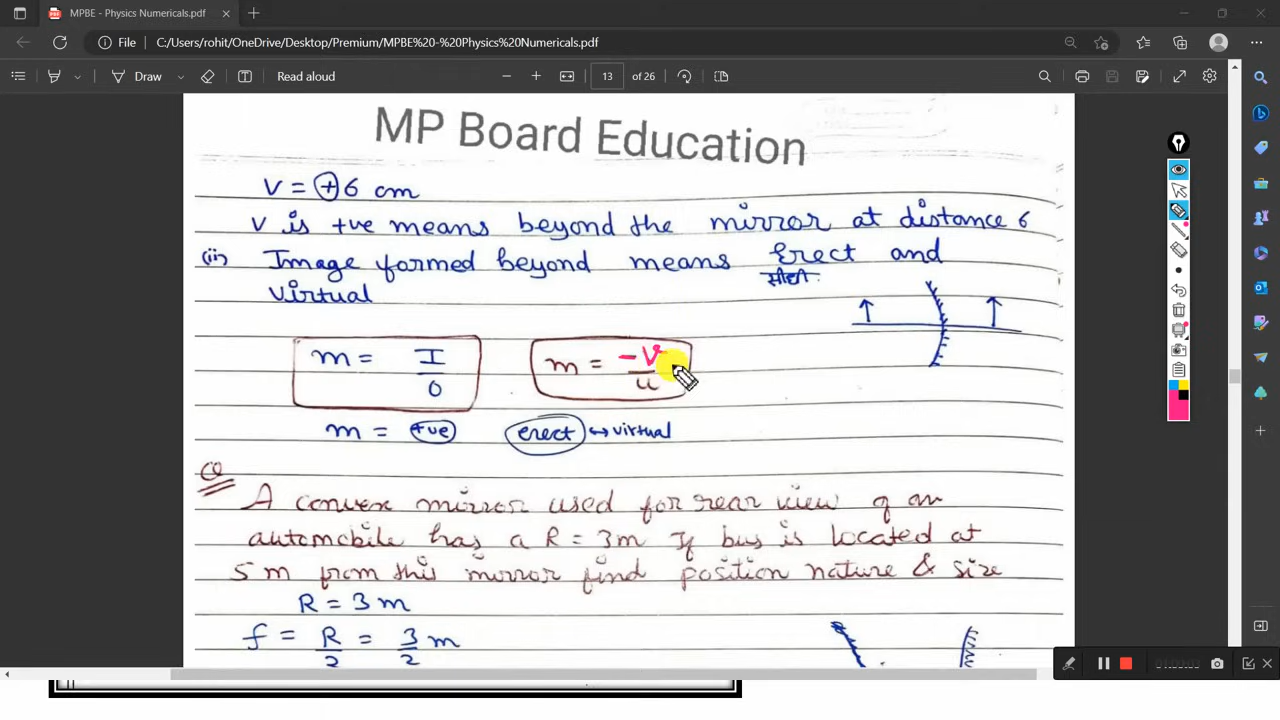 MPBE - Physics Numericals.pdf
File
C:/Users/rohit/OneDrive/Desktop/Premium/MPBE%20-%20Physics%20Numericals.pdf
Draw
Read aloud
13 of 26
MP Board Education
V = +6 cm
V is +ve means beyond the mirror at distance 6
(ii) Image formed beyond means Erect and
सीधा
virtual
m = I/O
m = -V/u
m = +ve erect ↔ virtual
Q
A convex mirror used for rear view of an
automobile has a R = 3m If bus is located at
5 m from this mirror find position nature & size
R = 3 m
f = R/2 = 3/2 m